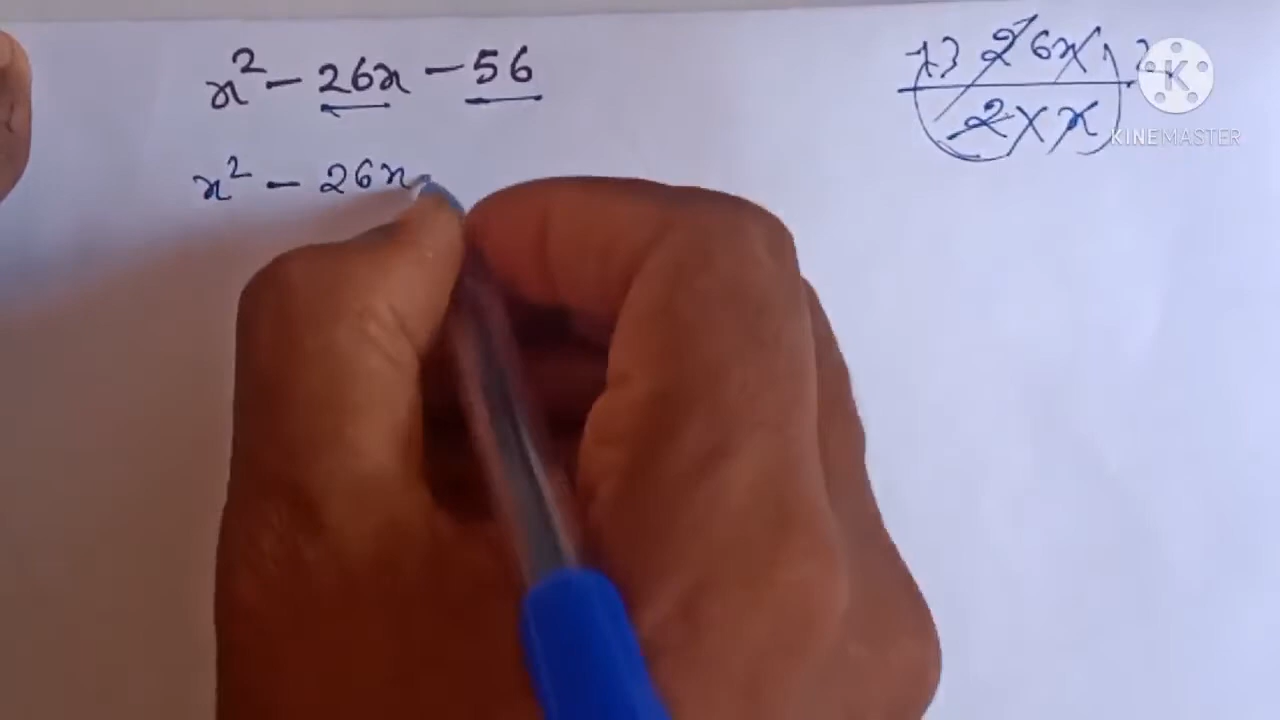 x² - 26x - 56
x² - 26x
13 26x
2 × x
KINEMASTER